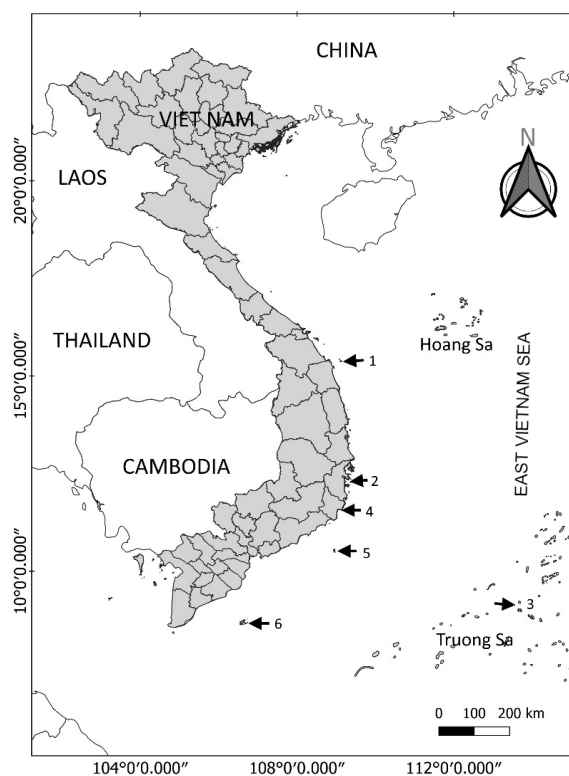 CHINA
VIET NAM
N
LAOS
20°0'0.000"
Hoang Sa
THAILAND
1
15°0'0.000"
EAST VIETNAM SEA
CAMBODIA
2
4
5
10°0'0.000"
3
6
Truong Sa
0 100 200 km
104°0'0.000" 108°0'0.000" 112°0'0.000"